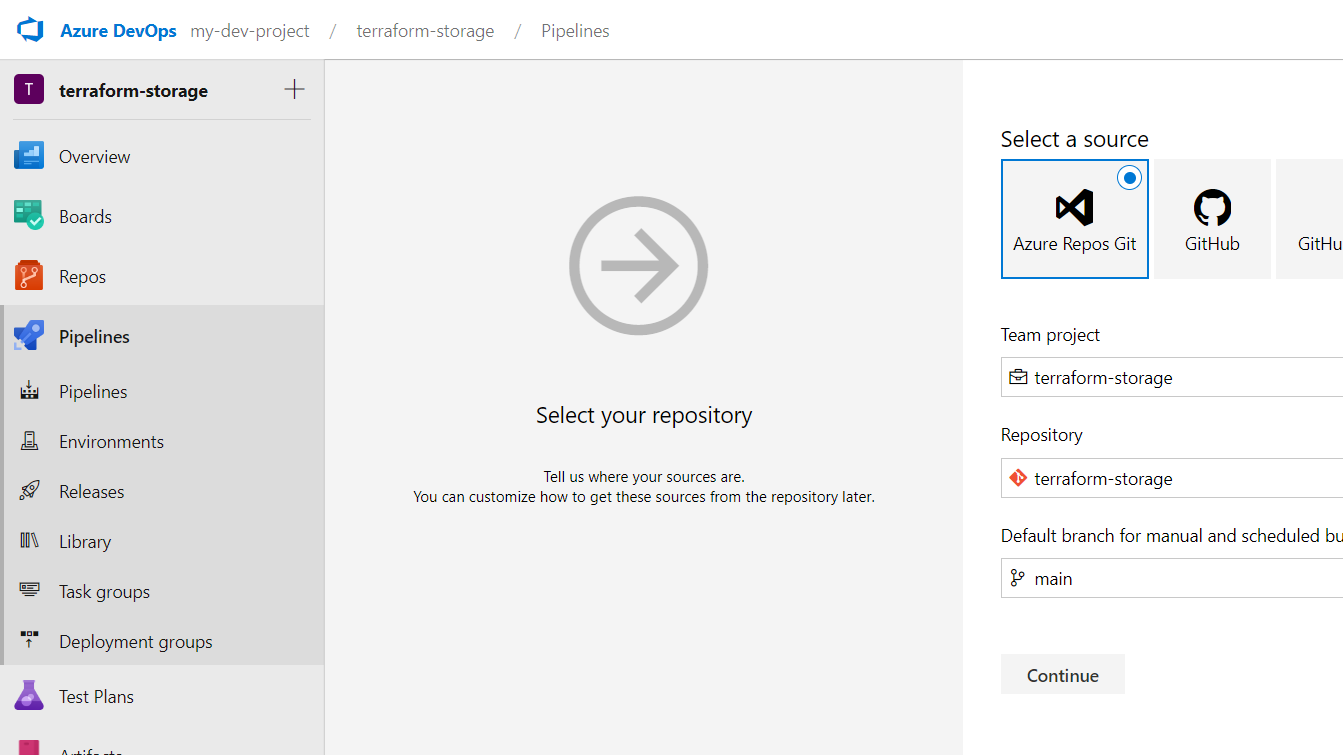 Azure DevOps my-dev-project / terraform-storage / Pipelines
T terraform-storage
Overview
Boards
Repos
Pipelines
Pipelines
Environments
Releases
Library
Task groups
Deployment groups
Test Plans
Artifacts
Select your repository
Tell us where your sources are.
You can customize how to get these sources from the repository later.
Select a source
Azure Repos Git
GitHub
GitHu
Team project
terraform-storage
Repository
terraform-storage
Default branch for manual and scheduled bu
main
Continue